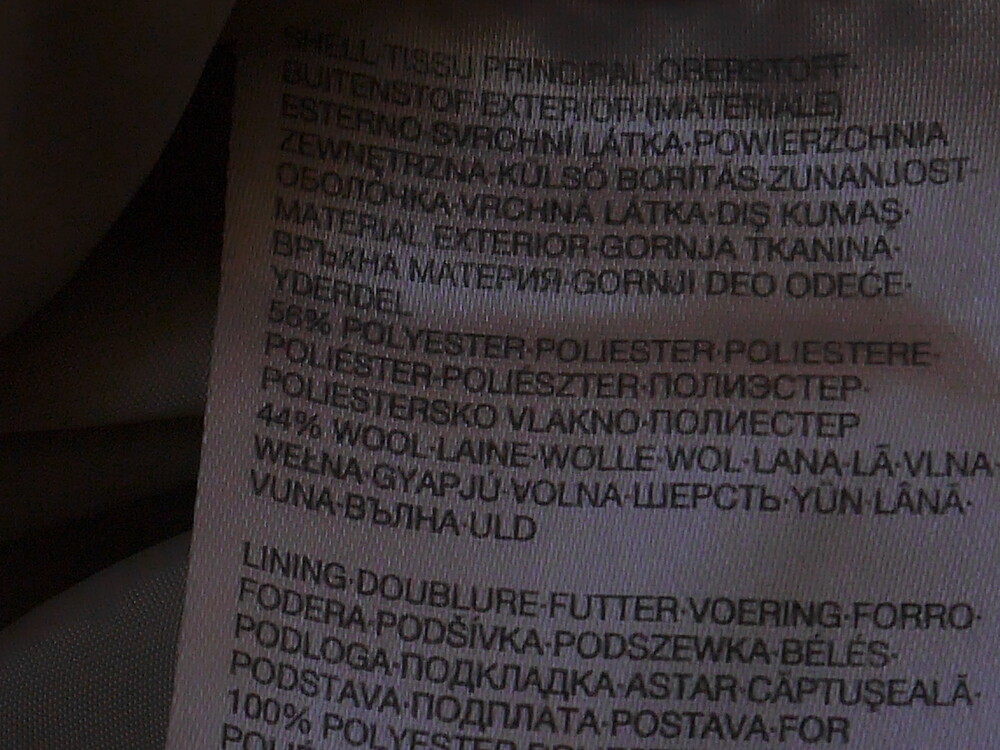 SHELL·TISSU PRINCIPAL·OBERSTOFF·
BUITENSTOF·EXTERIOR·(MATERIALE)
ESTERNO·SVRCHNÍ LÁTKA·POWIERZCHNIA
ZEWNĘTRZNA·KÜLSŐ BORÍTÁS·ZUNANJOST·
ОБОЛОЧКА·VRCHNÁ LÁTKA·DIŞ KUMAŞ·
MATERIAL EXTERIOR·GORNJA TKANINA·
ВРЪХНА МАТЕРИЯ·GORNJI DEO ODEĆE·
YDERDEL
56% POLYESTER·POLIESTER·POLIESTERE·
POLIÉSTER·POLIÉSZTER·ПОЛИЭСТЕР·
POLIESTERSKO VLAKNO·ПОЛИЕСТЕР
44% WOOL·LAINE·WOLLE·WOL·LANA·LÃ·VLNA·
WEŁNA·GYAPJÚ·VOLNA·ШЕРСТЬ·YÜN·LÂNĂ·
VUNA·ВЪЛНА·ULD
LINING·DOUBLURE·FUTTER·VOERING·FORRO·
FODERA·PODŠÍVKA·PODSZEWKA·BÉLÉS·
PODLOGA·ПОДКЛАДКА·ASTAR·CĂPTUŞEALĂ·
PODSTAVA·ПОДПЛАТА·POSTAVA·FOR
100% POLYESTER